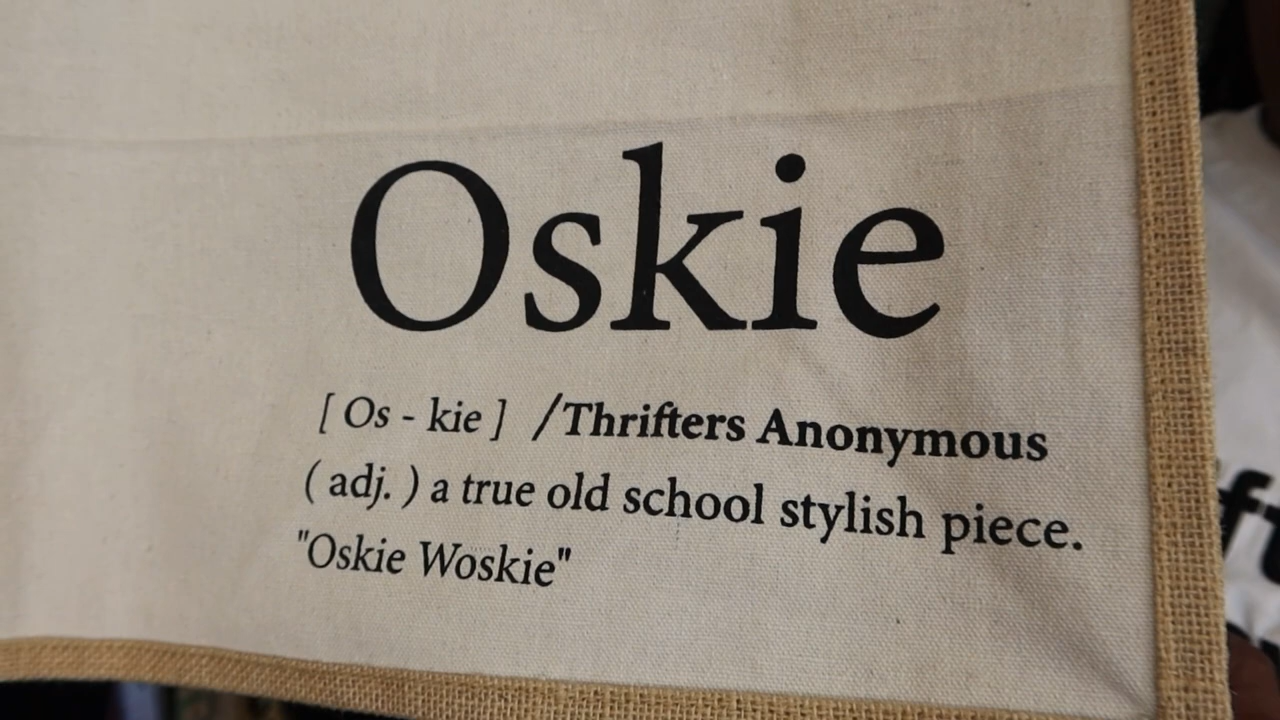 Oskie
[ Os - kie ] /Thrifters Anonymous
( adj. ) a true old school stylish piece.
"Oskie Woskie"